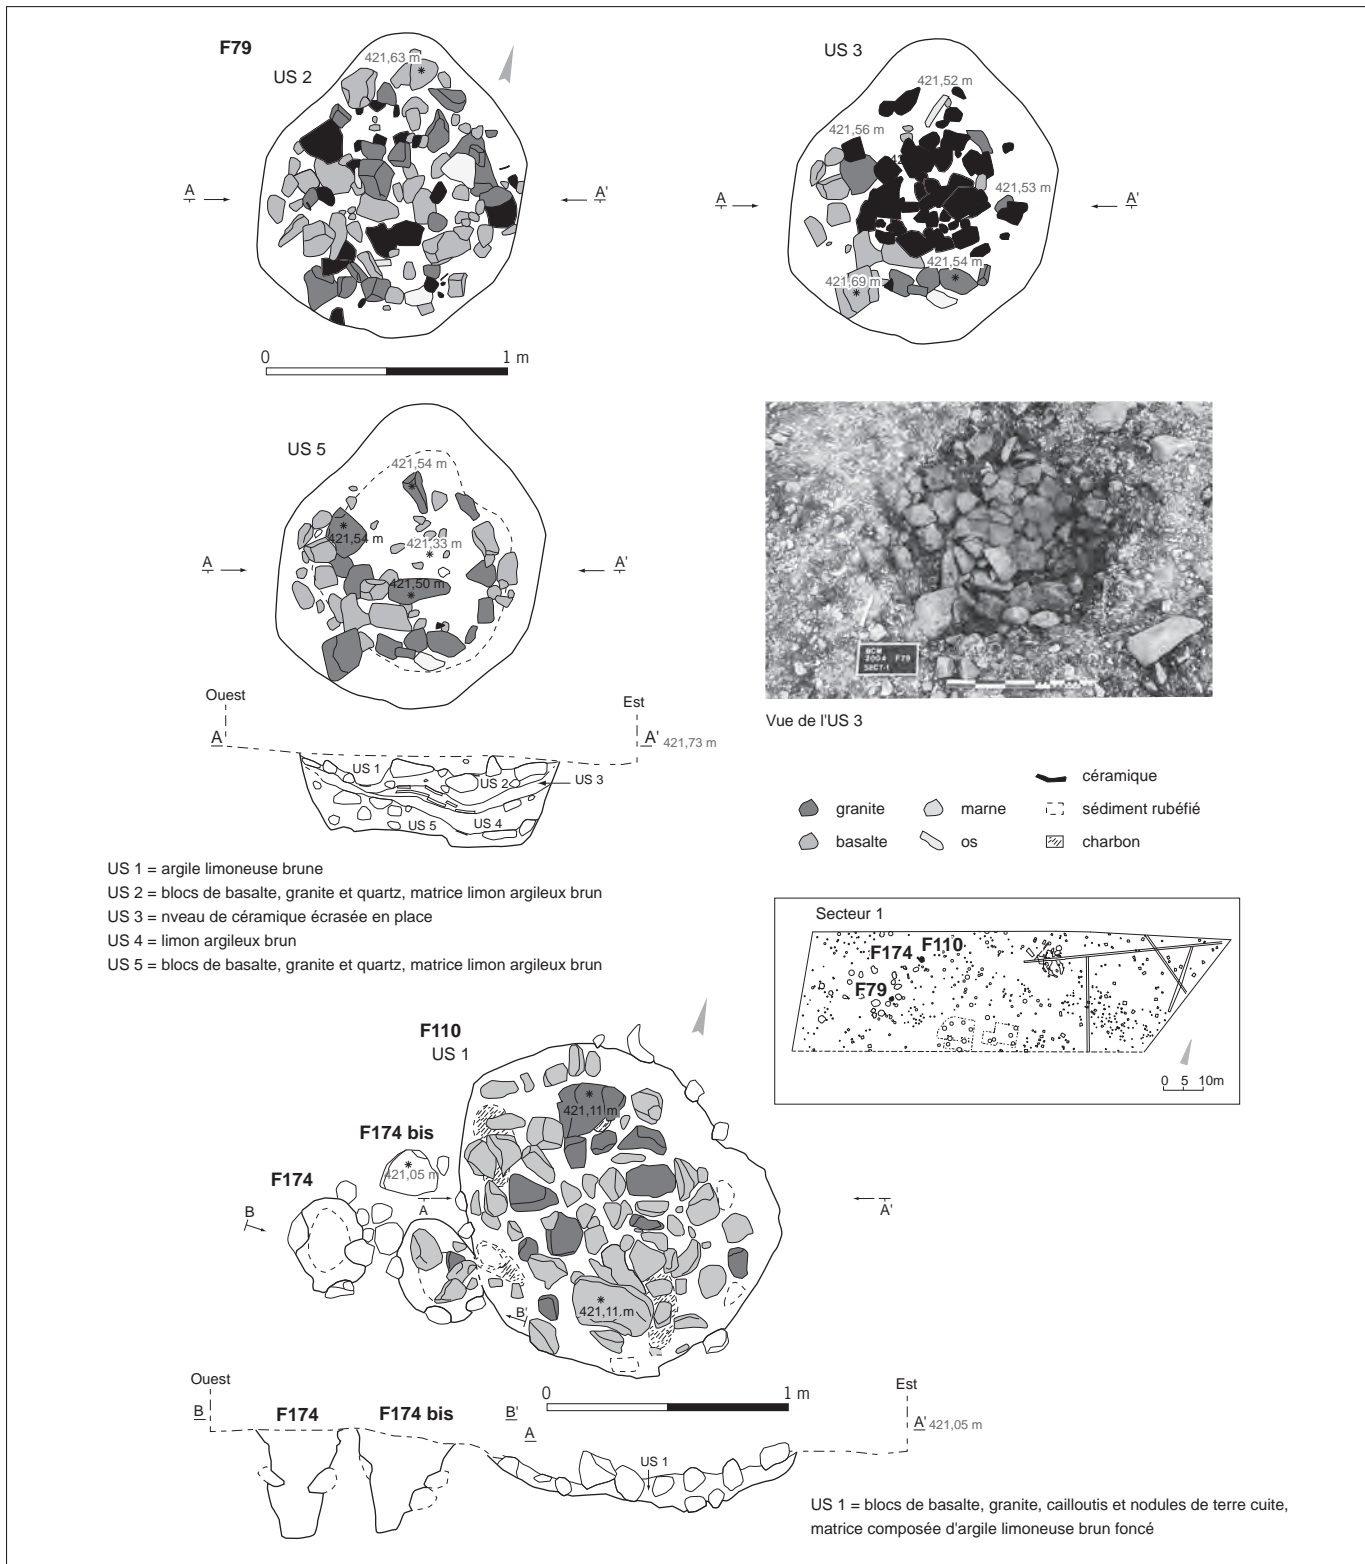 F79
US 2
421,63 m
A
A'
US 3
421,52 m
421,56 m
421,53 m
421,54 m
421,69 m
A
A'
0 1 m
US 5
421,54 m
421,54 m
421,33 m
421,50 m
A
A'
Ouest
Est
A
A' 421,73 m
US 1
US 2
US 3
US 4
US 5
BCM
2004 F79
SECT-1
Vue de l'US 3
céramique
granite
marne
sédiment rubéfié
basalte
os
charbon
US 1 = argile limoneuse brune
US 2 = blocs de basalte, granite et quartz, matrice limon argileux brun
US 3 = nveau de céramique écrasée en place
US 4 = limon argileux brun
US 5 = blocs de basalte, granite et quartz, matrice limon argileux brun
Secteur 1
F174
F110
F79
0 5 10m
F110
US 1
421,11 m
F174 bis
421,05 m
F174
B
A
A'
B'
421,11 m
0 1 m
Ouest
Est
B
F174
F174 bis
B'
A
A' 421,05 m
US 1
US 1 = blocs de basalte, granite, cailloutis et nodules de terre cuite,
matrice composée d'argile limoneuse brun foncé